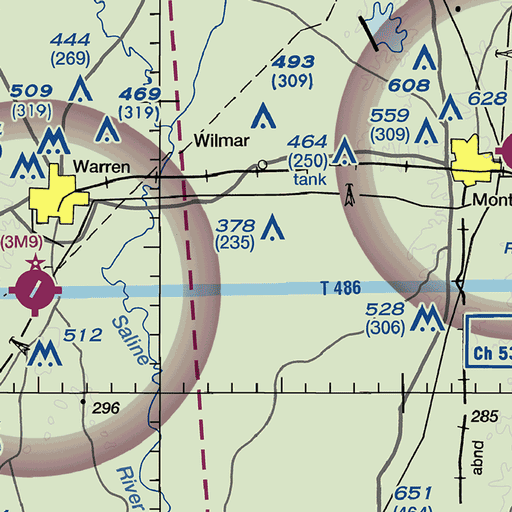 444
(269)
493
(309)
509
(319)
469
(319)
608
559
(309)
628
Wilmar
464
(250)
tank
Warren
Mont
378
(235)
(3M9)
T 486
528
(306)
512
Saline
Ch 53
296
285
abnd
River
651
(464)